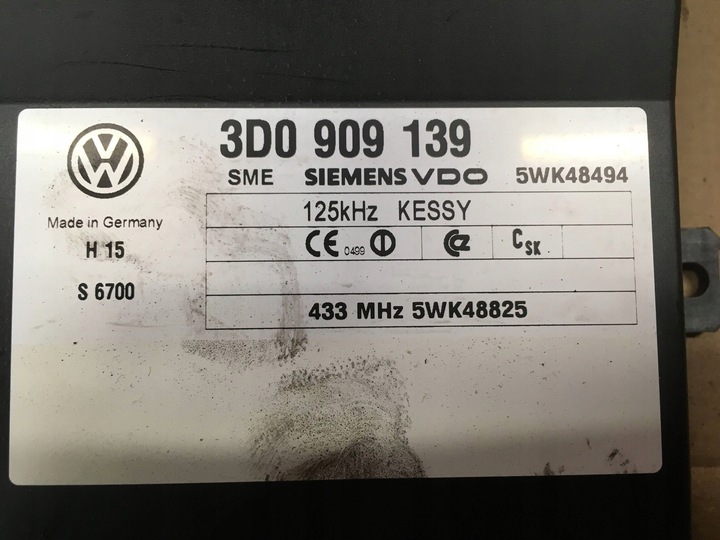 3D0 909 139
SME SIEMENS VDO 5WK48494
125kHz KESSY
Made in Germany
H 15
CE 0499 CSK
S 6700
433 MHz 5WK48825